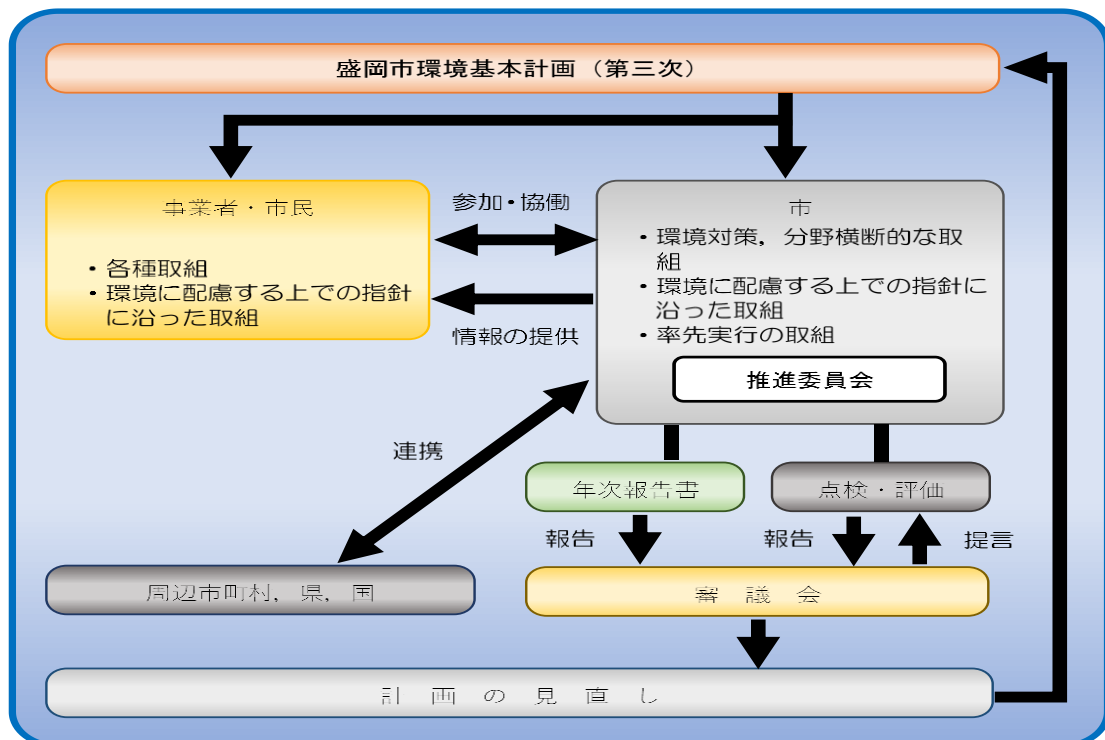 盛岡市環境基本計画（第三次）
事業者・市民
・各種取組
・環境に配慮する上での指針
に沿った取組
参加・協働
情報の提供
市
・環境対策，分野横断的な取
組
・環境に配慮する上での指針に
沿った取組
・率先実行の取組
推進委員会
連携
年次報告書
点検・評価
報告
報告
提言
周辺市町村，県，国
審　議　会
計　画　の　見　直　し